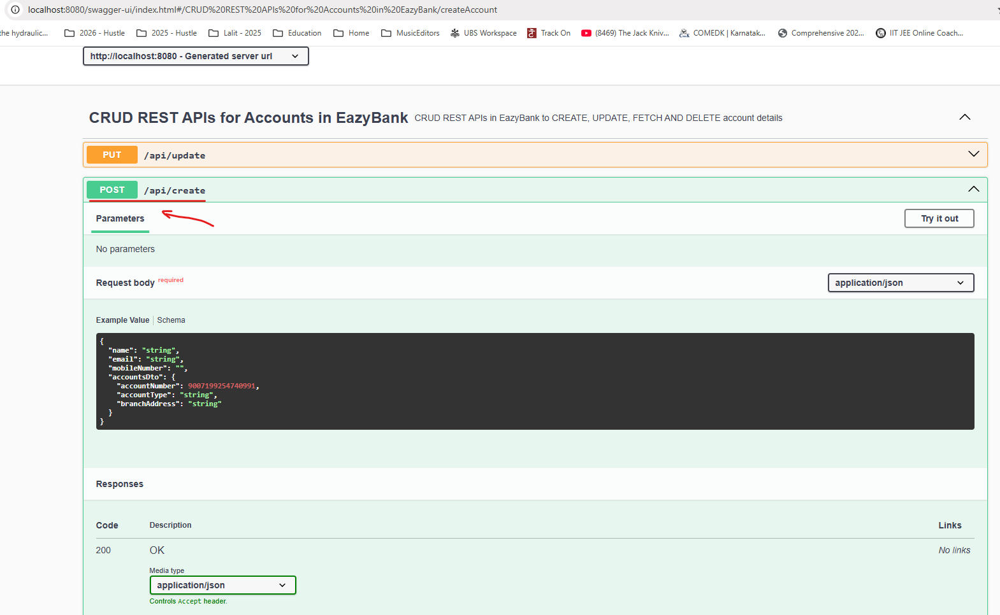 localhost:8080/swagger-ui/index.html#/CRUD%20REST%20APIs%20for%20Accounts%20in%20EazyBank/createAccount
the hydraulic... 2026 - Hustle 2025 - Hustle Lalit - 2025 Education Home MusicEditors UBS Workspace Track On (8469) The Jack Kniv... COMEDK | Karnatak... Comprehensive 202... IIT JEE Online Coach...
http://localhost:8080 - Generated server url
CRUD REST APIs for Accounts in EazyBank CRUD REST APIs in EazyBank to CREATE, UPDATE, FETCH AND DELETE account details
PUT /api/update
POST /api/create
Parameters Try it out
No parameters
Request body required application/json
Example Value Schema
{
"name": "string",
"email": "string",
"mobileNumber": "",
"accountsDto": {
"accountNumber": 9007199254740991,
"accountType": "string",
"branchAddress": "string"
}
}
Responses
Code Description Links
200 OK No links
Media type
application/json
Controls Accept header.